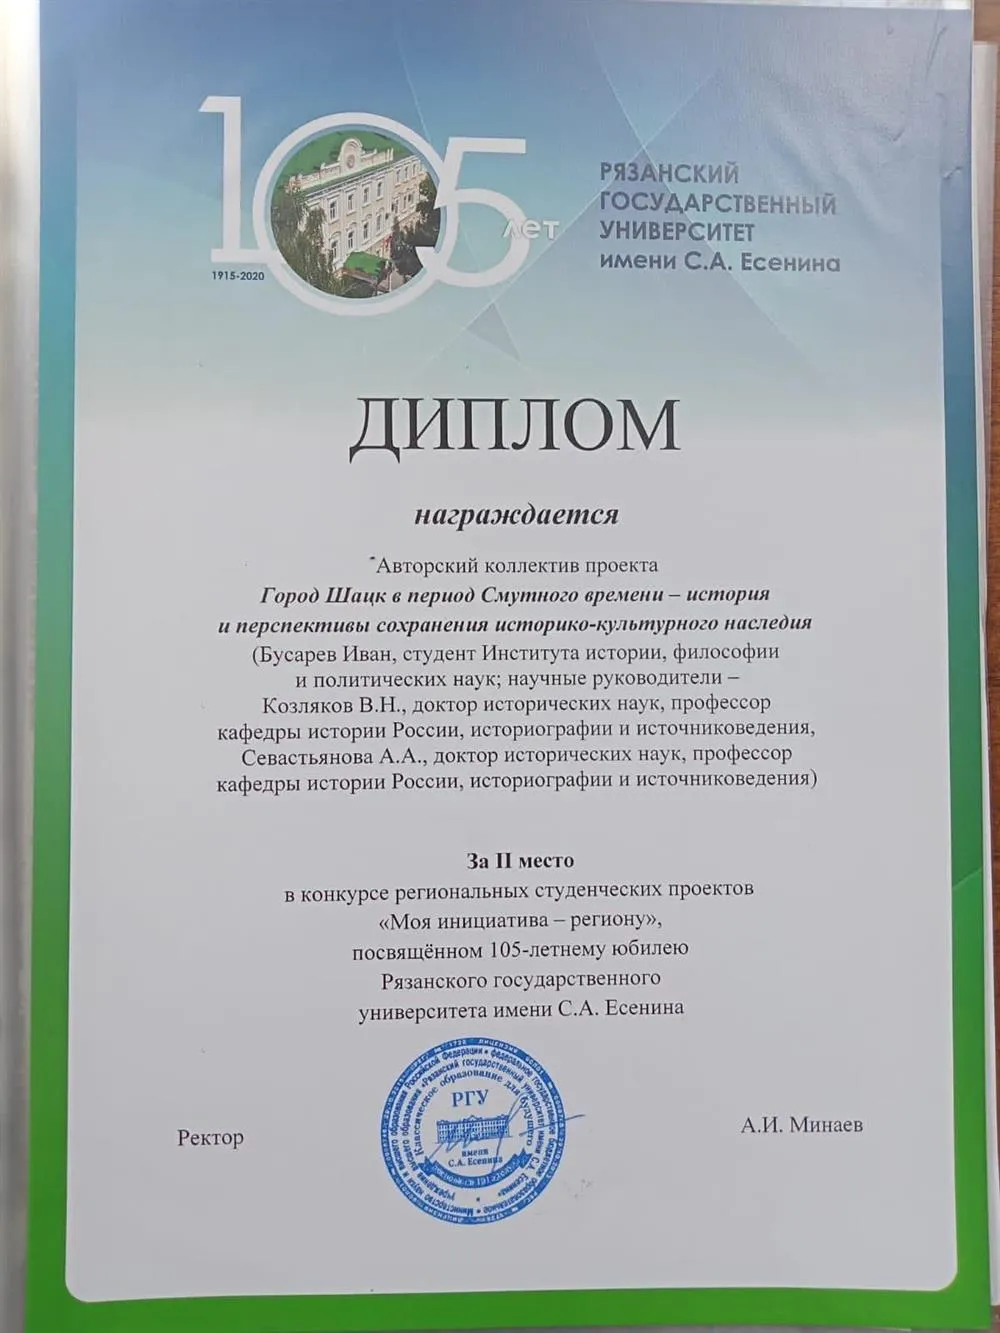 105 лет
1915-2020
РЯЗАНСКИЙ
ГОСУДАРСТВЕННЫЙ
УНИВЕРСИТЕТ
имени С.А. Есенина
ДИПЛОМ
награждается
Авторский коллектив проекта
Город Шацк в период Смутного времени – история
и перспективы сохранения историко-культурного наследия
(Бусарев Иван, студент Института истории, философии
и политических наук; научные руководители –
Козляков В.Н., доктор исторических наук, профессор
кафедры истории России, историографии и источниковедения,
Севастьянова А.А., доктор исторических наук, профессор
кафедры истории России, историографии и источниковедения)
За II место
в конкурсе региональных студенческих проектов
«Моя инициатива – региону»,
посвящённом 105-летнему юбилею
Рязанского государственного
университета имени С.А. Есенина
Ректор
А.И. Минаев
Классическое образование для будущего
РГУ
имени
С.А. Есенина